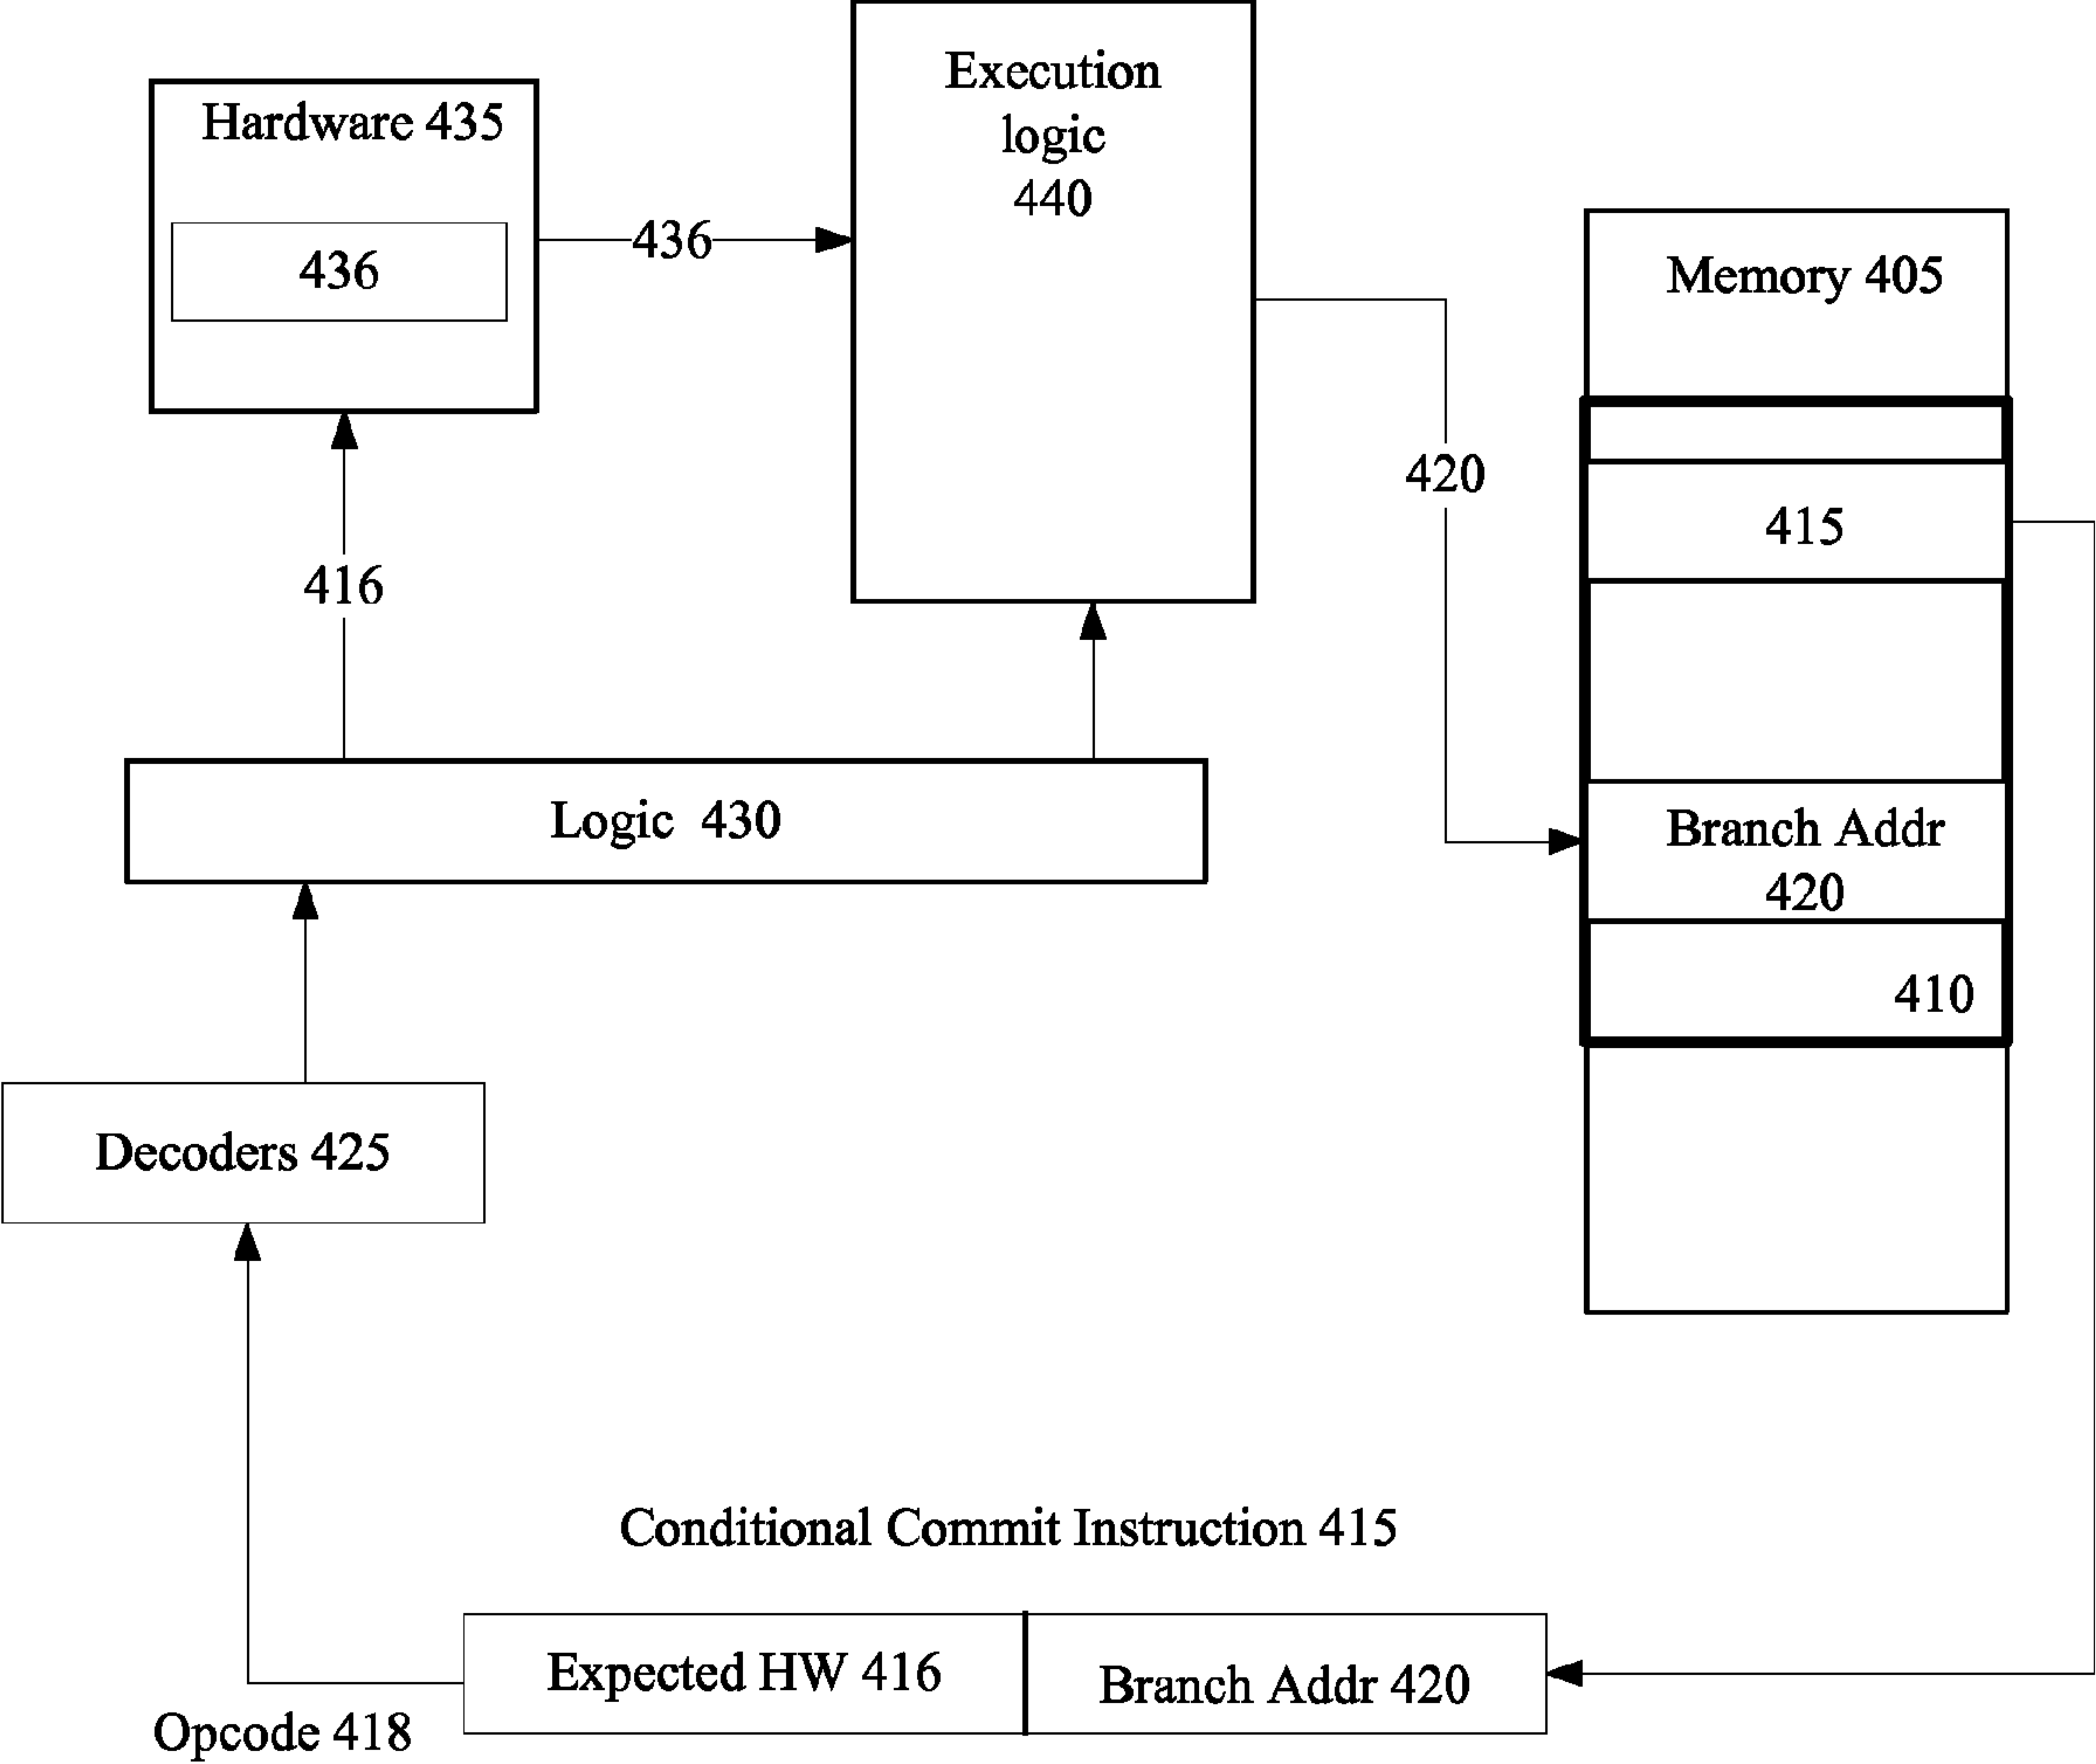 Hardware 435
436
436
Execution
logic
440
Memory 405
415
420
416
Logic 430
Branch Addr
420
410
Decoders 425
Conditional Commit Instruction 415
Expected HW 416
Branch Addr 420
Opcode 418